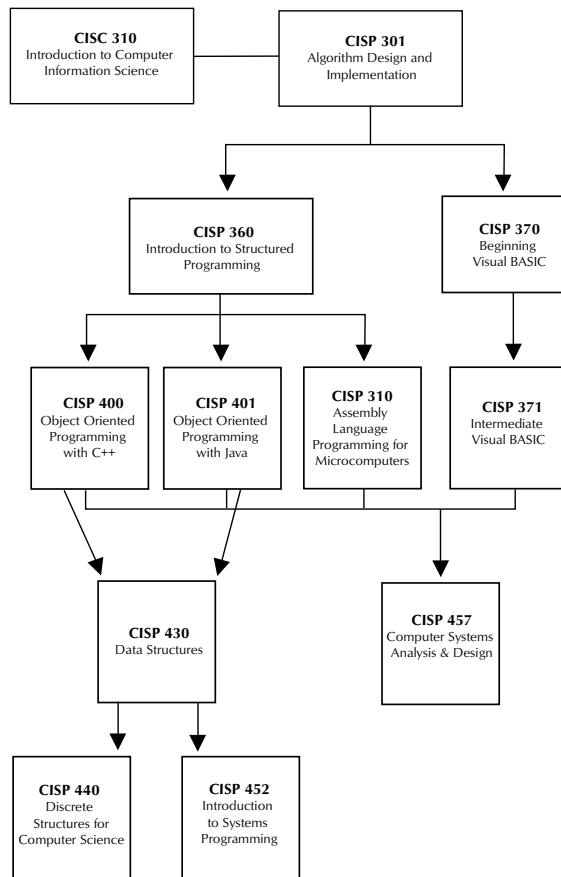 CISC 310
Introduction to Computer
Information Science
CISP 301
Algorithm Design and
Implementation
CISP 360
Introduction to Structured
Programming
CISP 370
Beginning
Visual BASIC
CISP 400
Object Oriented
Programming
with C++
CISP 401
Object Oriented
Programming
with Java
CISP 310
Assembly
Language
Programming for
Microcomputers
CISP 371
Intermediate
Visual BASIC
CISP 430
Data Structures
CISP 457
Computer Systems
Analysis & Design
CISP 440
Discrete
Structures for
Computer Science
CISP 452
Introduction
to Systems
Programming